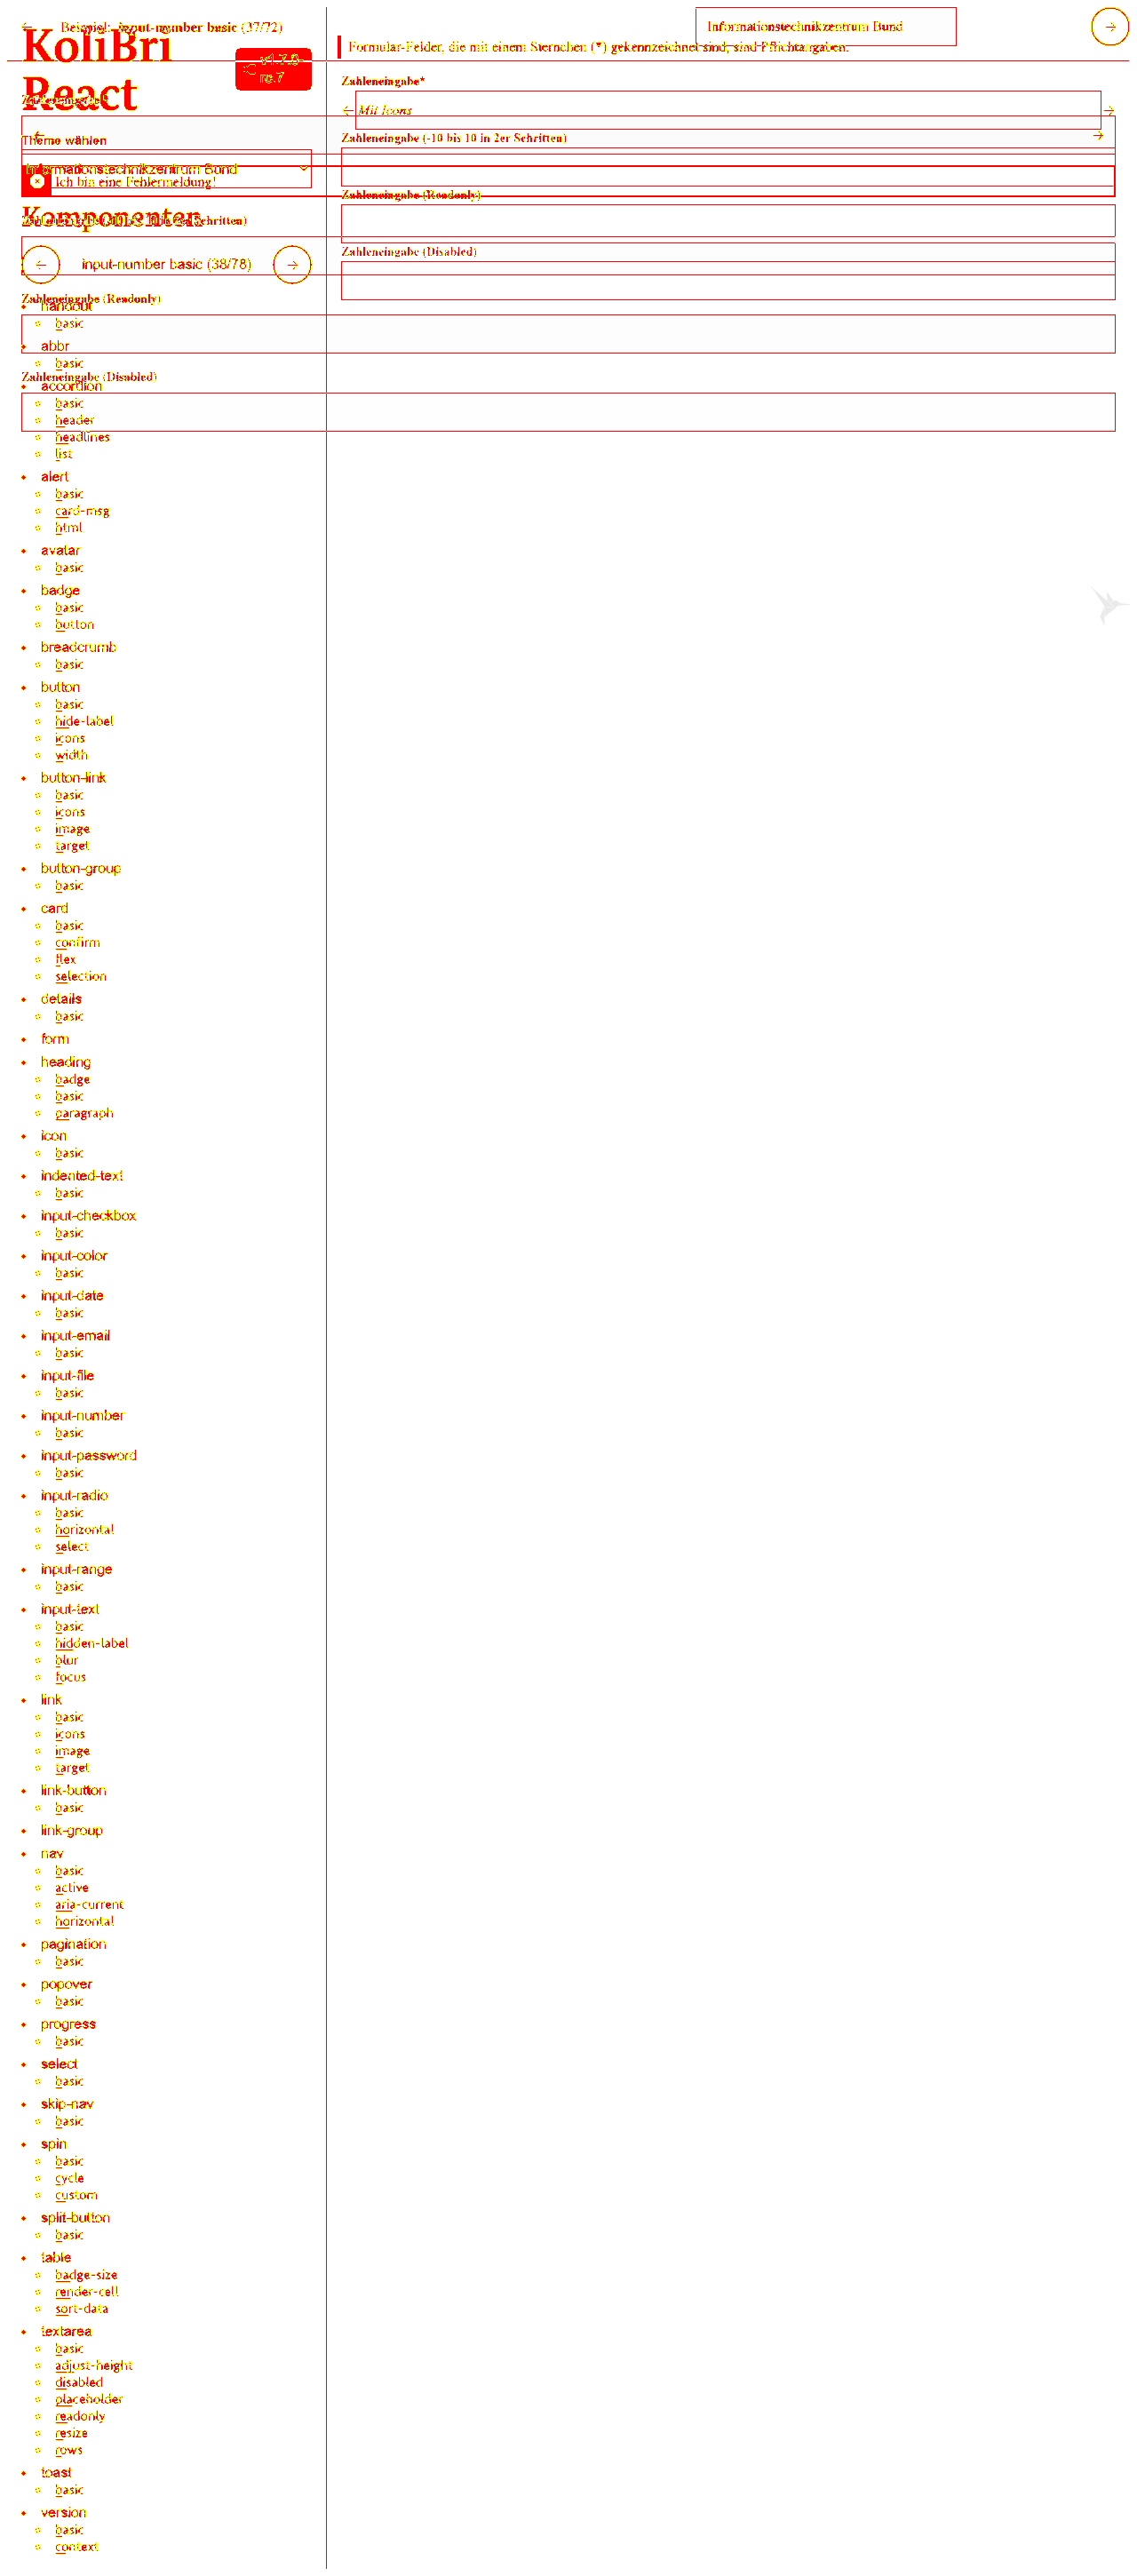 Beispiel: input-number basic (37/72)
Informationstechnikzentrum Bund
KoliBri
React
v1.7.0-
rc.7
Formular-Felder, die mit einem Sternchen (*) gekennzeichnet sind, sind Pflichtangaben.
Zahleneingabe*
Mit Icons
Theme wählen
Zahleneingabe (-10 bis 10 in 2er Schritten)
Informationstechnikzentrum Bund
Ich bin eine Fehlermeldung!
Zahleneingabe (Readonly)
Komponenten
Zahleneingabe (Disabled)
input-number basic (38/78)
Zahleneingabe (Readonly)
handout
basic
abbr
basic
Zahleneingabe (Disabled)
accordion
basic
header
headlines
list
alert
basic
card-msg
html
avatar
basic
badge
basic
button
breadcrumb
basic
button
basic
hide-label
icons
width
button-link
basic
icons
image
target
button-group
basic
card
basic
confirm
flex
selection
details
basic
form
heading
badge
basic
paragraph
icon
basic
indented-text
basic
input-checkbox
basic
input-color
basic
input-date
basic
input-email
basic
input-file
basic
input-number
basic
input-password
basic
input-radio
basic
horizontal
select
input-range
basic
input-text
basic
hidden-label
blur
focus
link
basic
icons
image
target
link-button
basic
link-group
nav
basic
active
aria-current
horizontal
pagination
basic
popover
basic
progress
basic
select
basic
skip-nav
basic
spin
basic
cycle
custom
split-button
basic
table
badge-size
render-cell
sort-data
textarea
basic
adjust-height
disabled
placeholder
readonly
resize
rows
toast
basic
version
basic
context